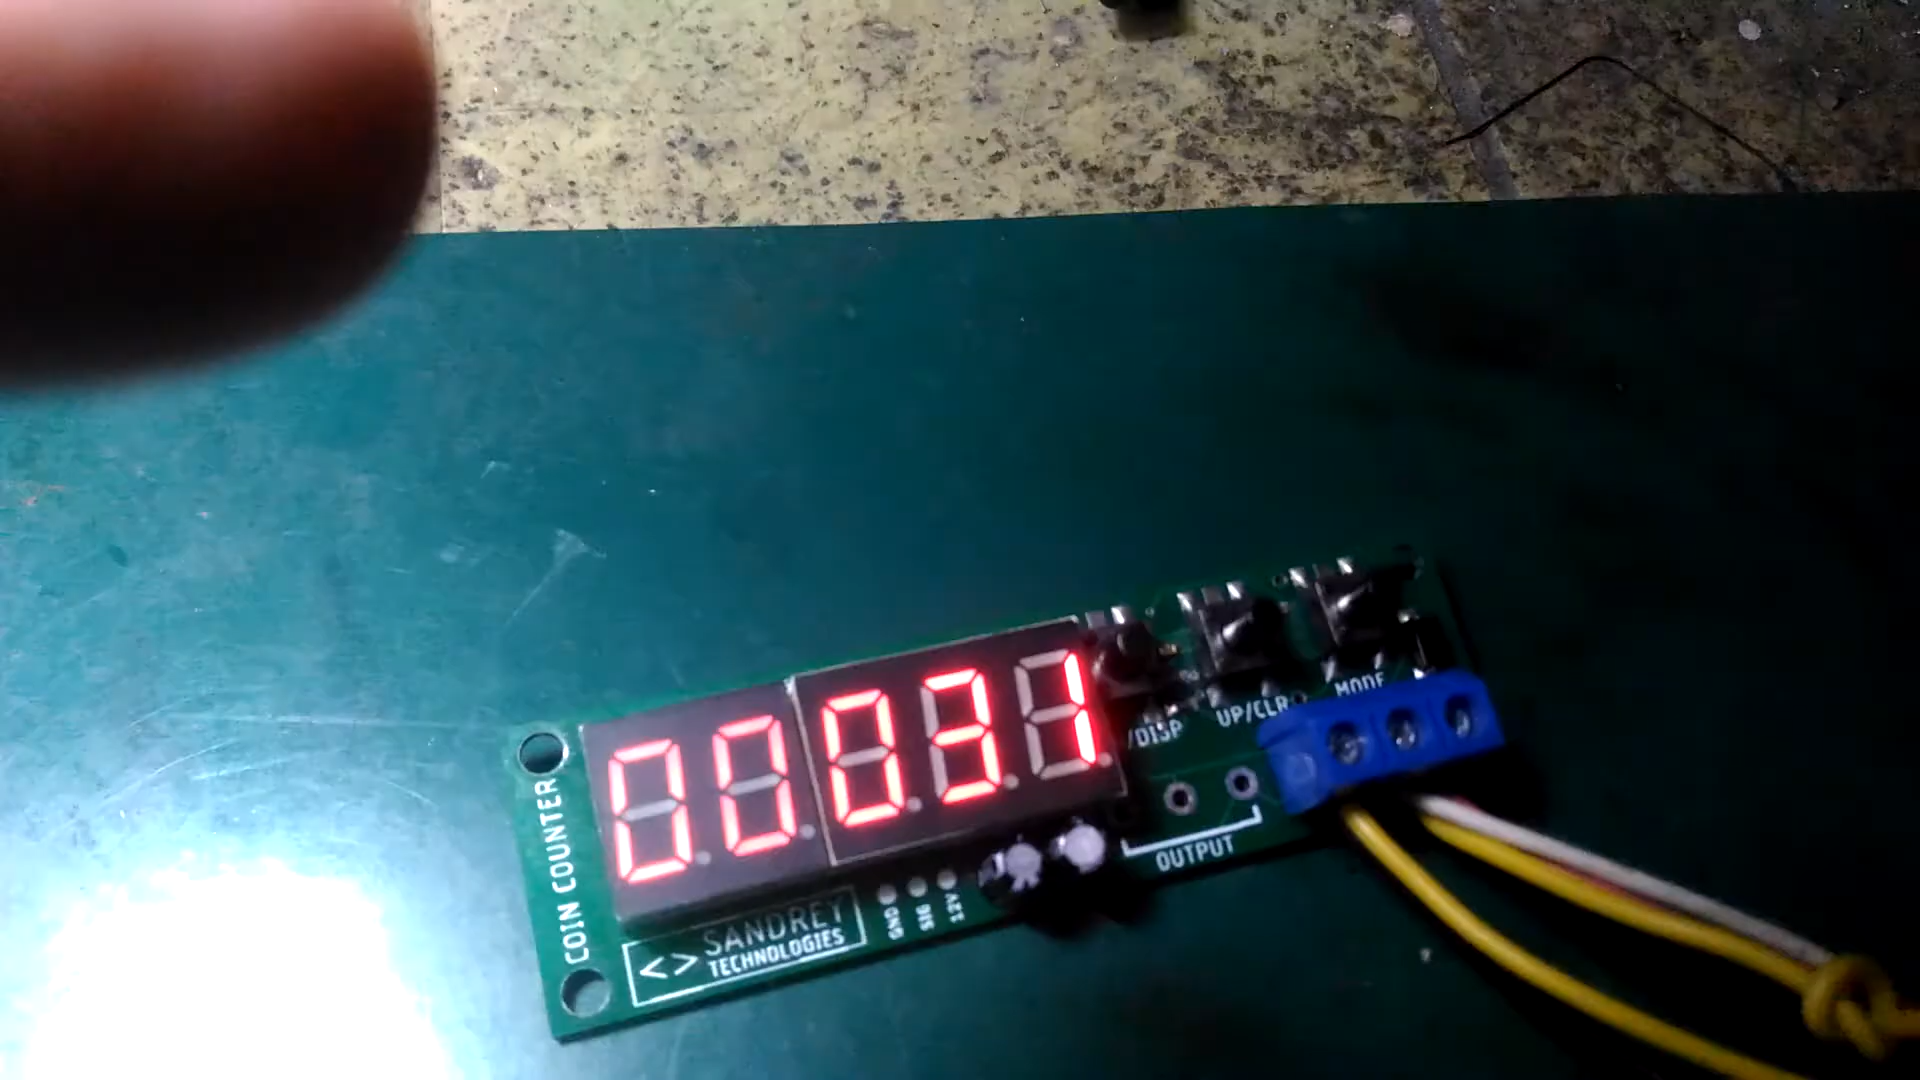 00031
COIN COUNTER
<> SANDREY
TECHNOLOGIES
GND
SIG
12V
/DISP
UP/CLR
MODE
OUTPUT